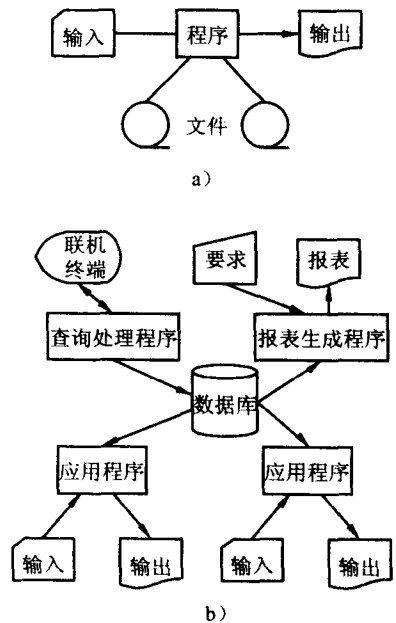 输入 程序 输出
文件
a）
联机
终端
要求 报表
查询处理程序 报表生成程序
数据库
应用程序 应用程序
输入 输出 输入 输出
b）